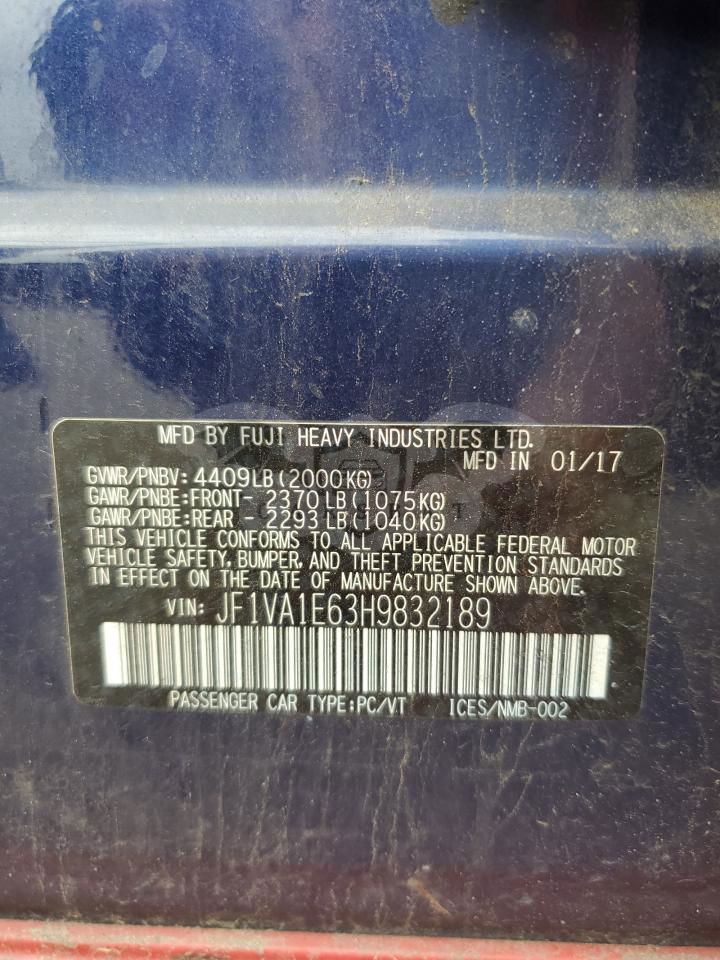 MFD BY FUJI HEAVY INDUSTRIES LTD.
MFD IN 01/17
GVWR/PNBV: 4409LB(2000KG)
GAWR/PNBE:FRONT- 2370LB(1075KG)
GAWR/PNBE:REAR - 2293LB(1040KG)
THIS VEHICLE CONFORMS TO ALL APPLICABLE FEDERAL MOTOR
VEHICLE SAFETY, BUMPER, AND THEFT PREVENTION STANDARDS
IN EFFECT ON THE DATE OF MANUFACTURE SHOWN ABOVE.
VIN: JF1VA1E63H9832189
PASSENGER CAR TYPE:PC/VT ICES/NMB-002